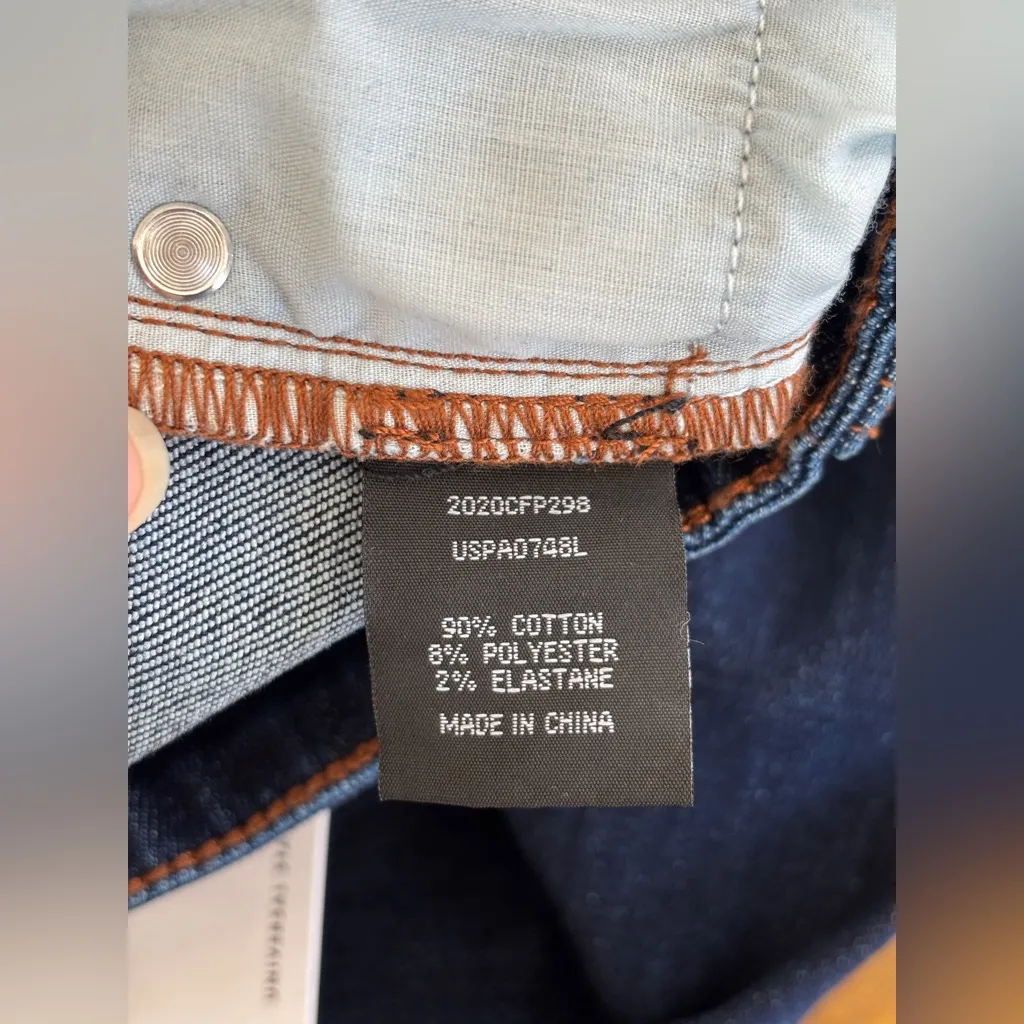 2020CFP298
USPA0748L
90% COTTON
8% POLYESTER
2% ELASTANE
MADE IN CHINA